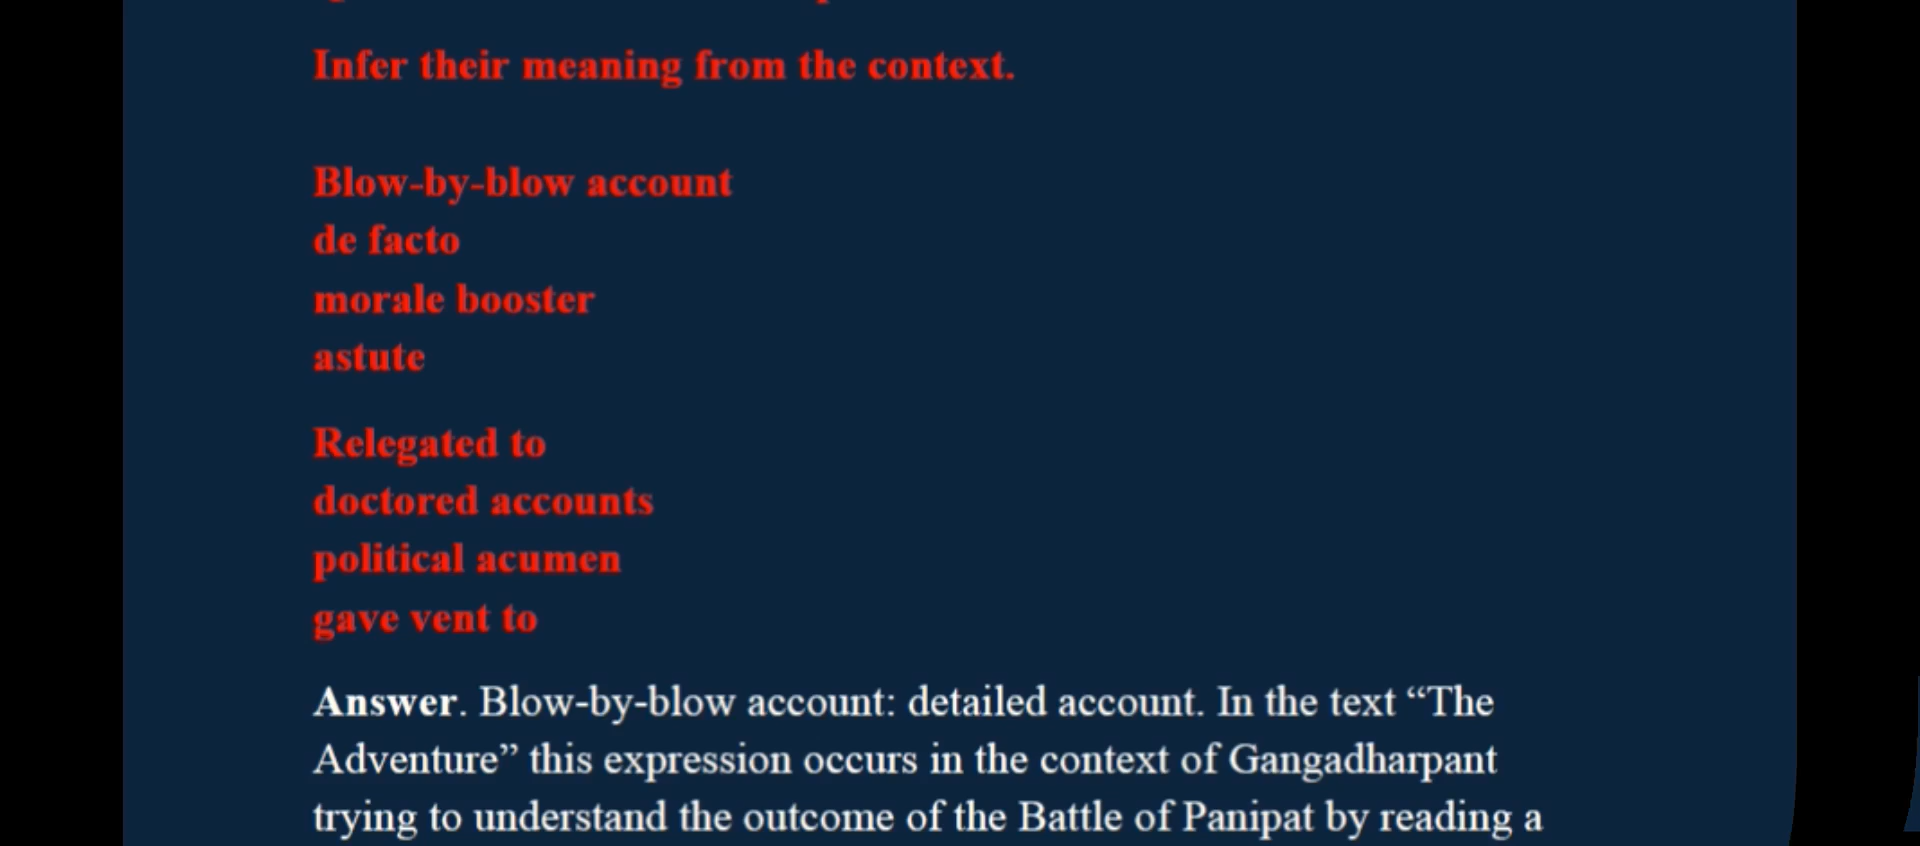 Infer their meaning from the context.
Blow-by-blow account
de facto
morale booster
astute
Relegated to
doctored accounts
political acumen
gave vent to
Answer. Blow-by-blow account: detailed account. In the text “The
Adventure” this expression occurs in the context of Gangadharpant
trying to understand the outcome of the Battle of Panipat by reading a